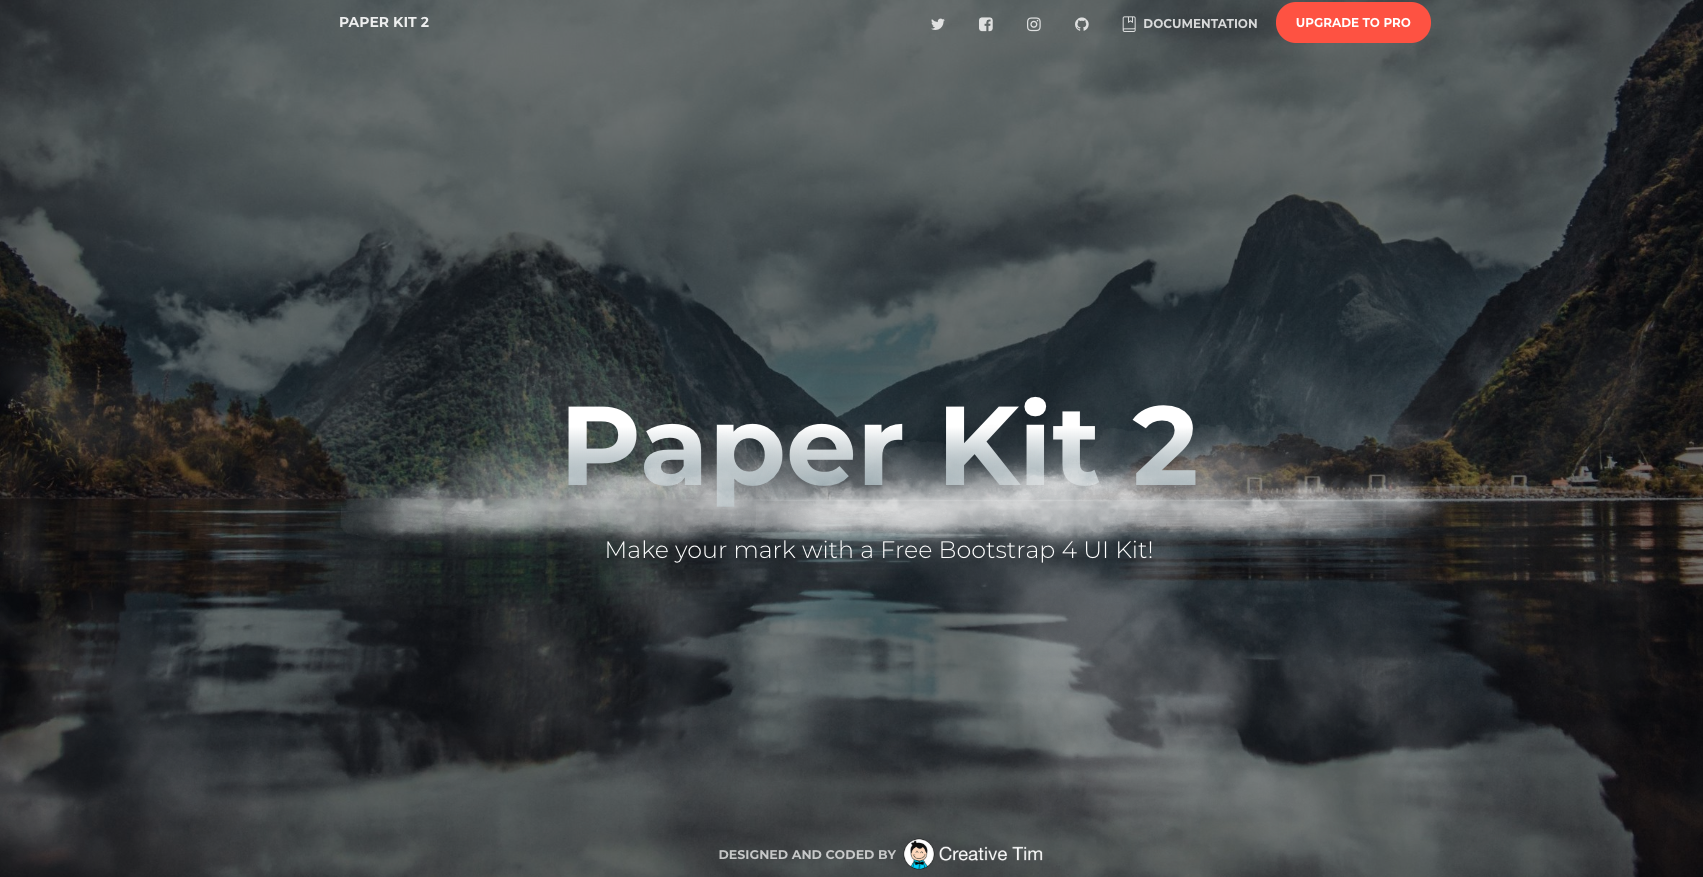 PAPER KIT 2
DOCUMENTATION
UPGRADE TO PRO
Paper Kit 2
Make your mark with a Free Bootstrap 4 UI Kit!
DESIGNED AND CODED BY Creative Tim